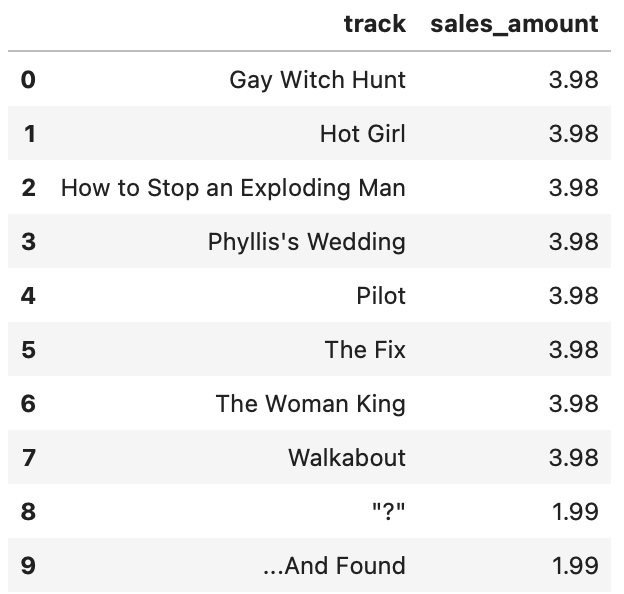 track sales_amount
0 Gay Witch Hunt 3.98
1 Hot Girl 3.98
2 How to Stop an Exploding Man 3.98
3 Phyllis's Wedding 3.98
4 Pilot 3.98
5 The Fix 3.98
6 The Woman King 3.98
7 Walkabout 3.98
8 "?" 1.99
9 ...And Found 1.99